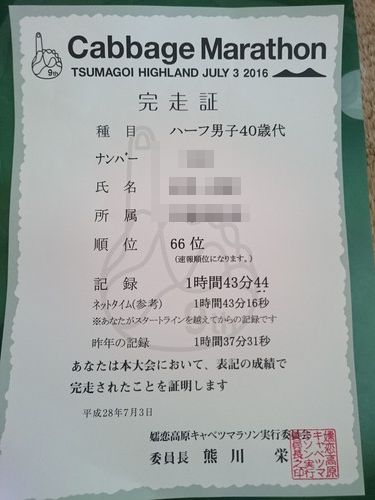 Cabbage Marathon
9th
TSUMAGOI HIGHLAND JULY 3 2016
完走証
種目 ハーフ男子40歳代
ナンバー
氏名
所属
順位 66位
(速報順位になります。)
記録 1時間43分44秒
ネットタイム(参考) 1時間43分16秒
※あなたがスタートラインを越えてからの記録です
昨年の記録 1時間37分31秒
あなたは本大会において、表記の成績で
完走されたことを証明します
9th
平成28年7月3日
嬬恋高原キャベツマラソン実行委員会
委員長 熊川 栄